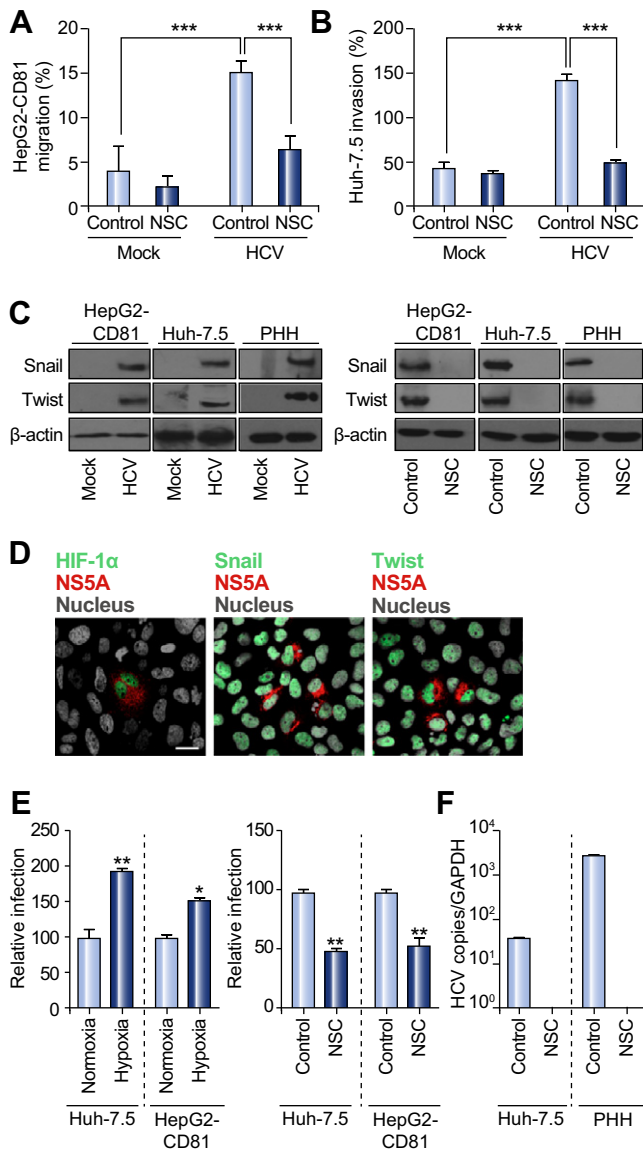 A
HepG2-CD81
migration (%)
20
15
10
5
0
***
***
Control NSC
Control NSC
Mock
HCV
B
Huh-7.5 invasion (%)
200
150
100
50
0
***
***
Control NSC
Control NSC
Mock
HCV
C
HepG2-
CD81
Huh-7.5
PHH
Snail
Twist
β-actin
Mock
HCV
Mock
HCV
Mock
HCV
HepG2-
CD81
Huh-7.5
PHH
Snail
Twist
β-actin
Control
NSC
Control
NSC
Control
NSC
D
HIF-1α
NS5A
Nucleus
Snail
NS5A
Nucleus
Twist
NS5A
Nucleus
E
Relative infection
250
200
150
100
50
0
**
*
Normoxia
Hypoxia
Normoxia
Hypoxia
Huh-7.5
HepG2-
CD81
Relative infection
150
100
50
0
**
**
Control
NSC
Control
NSC
Huh-7.5
HepG2-
CD81
F
HCV copies/GAPDH
10⁴
10³
10²
10¹
10⁰
Control
NSC
Control
NSC
Huh-7.5
PHH